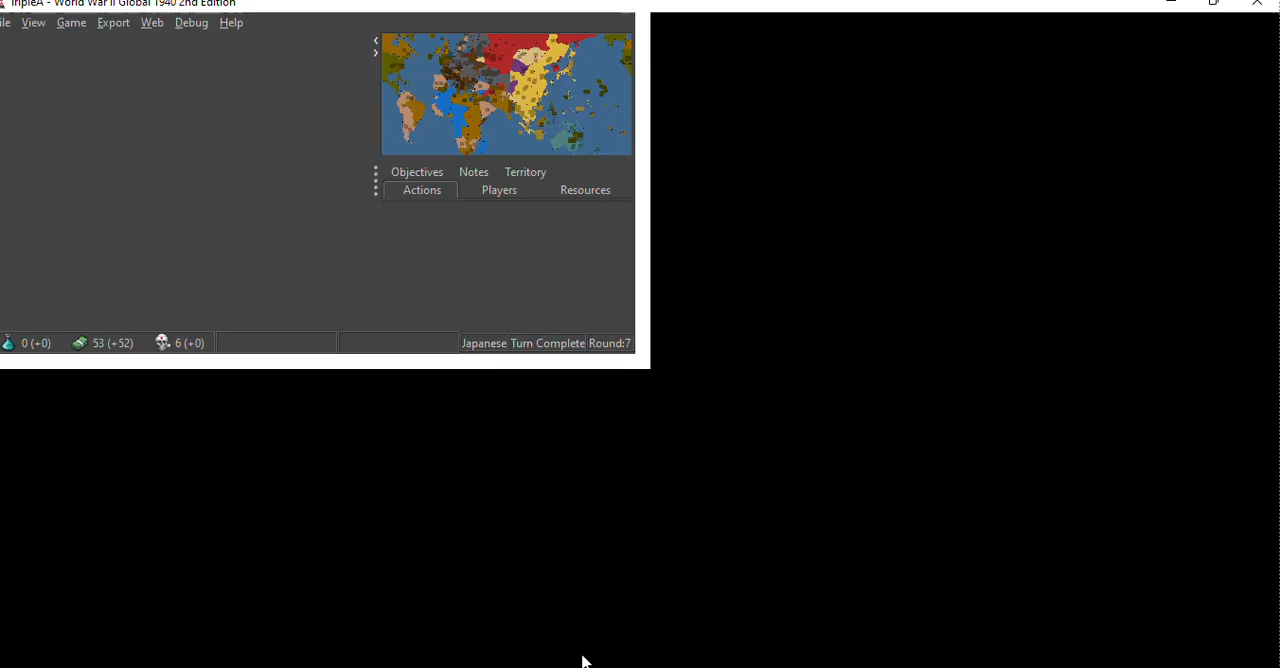 TripleA - World War II Global 1940 2nd Edition
ile View Game Export Web Debug Help
Objectives Notes Territory
Actions Players Resources
0 (+0) 53 (+52) 6 (+0) Japanese Turn Complete Round:7